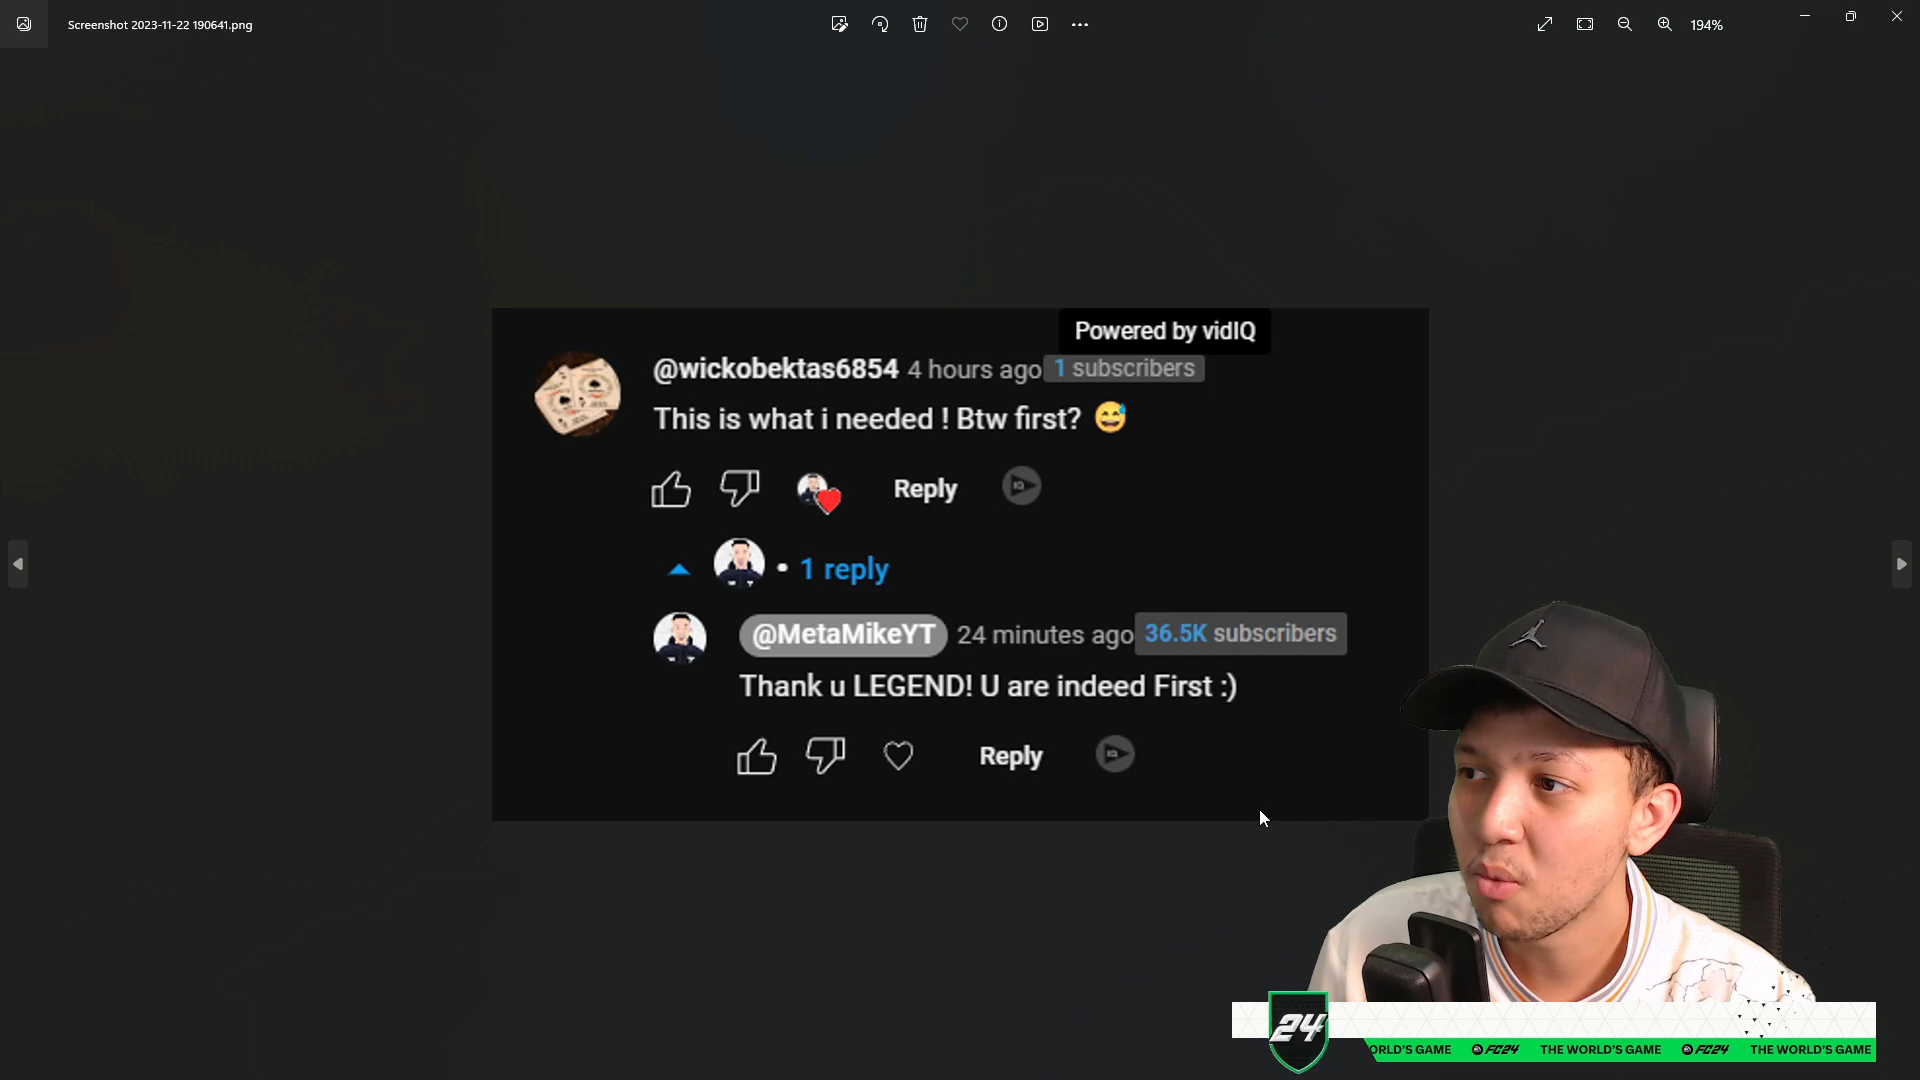 Screenshot 2023-11-22 190641.png
194%
Powered by vidIQ
@wickobektas6854 4 hours ago 1 subscribers
This is what i needed ! Btw first? 😅
Reply
1 reply
@MetaMikeYT 24 minutes ago 36.5K subscribers
Thank u LEGEND! U are indeed First :)
Reply
24
ORLD'S GAME FC24 THE WORLD'S GAME FC24 THE WORLD'S GAME